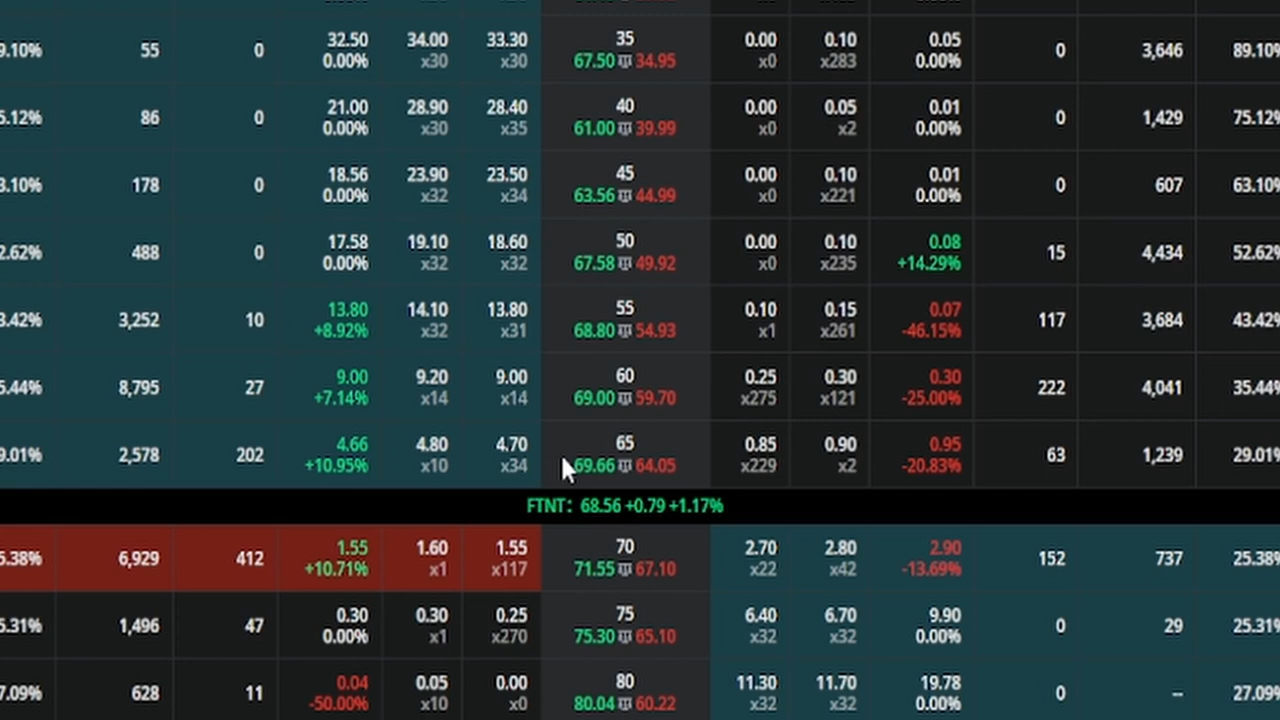 9.10% 55 0 32.50 34.00 33.30 35 0.00 0.10 0.05 0 3,646 89.10%
0.00% x30 x30 67.50 34.95 x0 x283 0.00%
5.12% 86 0 21.00 28.90 28.40 40 0.00 0.05 0.01 0 1,429 75.12%
0.00% x30 x35 61.00 39.99 x0 x2 0.00%
3.10% 178 0 18.56 23.90 23.50 45 0.00 0.10 0.01 0 607 63.10%
0.00% x32 x34 63.56 44.99 x0 x221 0.00%
2.62% 488 0 17.58 19.10 18.60 50 0.00 0.10 0.08 15 4,434 52.62%
0.00% x32 x32 67.58 49.92 x0 x235 +14.29%
3.42% 3,252 10 13.80 14.10 13.80 55 0.10 0.15 0.07 117 3,684 43.42%
+8.92% x32 x31 68.80 54.93 x1 x261 -46.15%
5.44% 8,795 27 9.00 9.20 9.00 60 0.25 0.30 0.30 222 4,041 35.44%
+7.14% x14 x14 69.00 59.70 x275 x121 -25.00%
9.01% 2,578 202 4.66 4.80 4.70 65 0.85 0.90 0.95 63 1,239 29.01%
+10.95% x10 x34 69.66 64.05 x229 x2 -20.83%
FTNT: 68.56 +0.79 +1.17%
5.38% 6,929 412 1.55 1.60 1.55 70 2.70 2.80 2.90 152 737 25.38%
+10.71% x1 x117 71.55 67.10 x22 x42 -13.69%
5.31% 1,496 47 0.30 0.30 0.25 75 6.40 6.70 9.90 0 29 25.31%
0.00% x1 x270 75.30 65.10 x32 x32 0.00%
7.09% 628 11 0.04 0.05 0.00 80 11.30 11.70 19.78 0 -- 27.09%
-50.00% x10 x0 80.04 60.22 x32 x32 0.00%